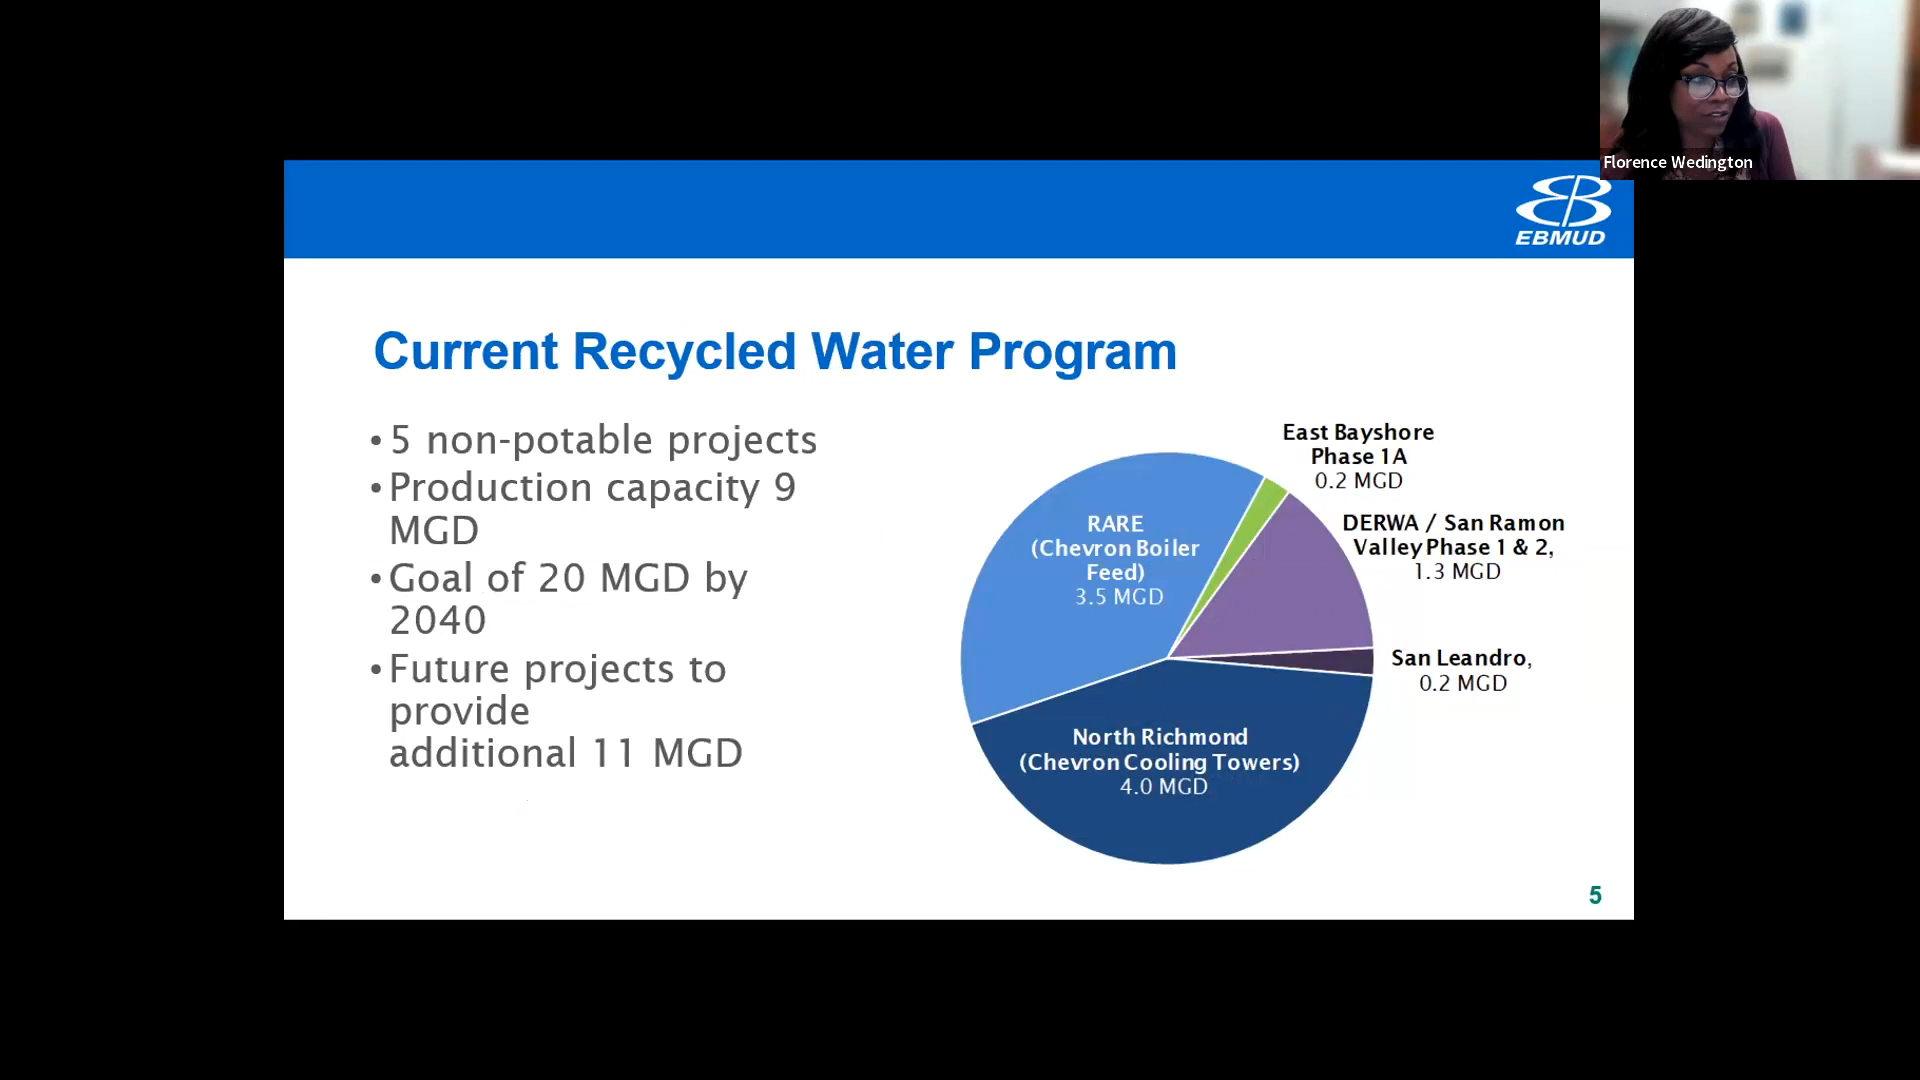 Florence Wedington
EBMUD
Current Recycled Water Program
•5 non-potable projects
•Production capacity 9
MGD
•Goal of 20 MGD by
2040
•Future projects to
provide
additional 11 MGD
East Bayshore
Phase 1A
0.2 MGD
RARE
(Chevron Boiler
Feed)
3.5 MGD
DERWA / San Ramon
Valley Phase 1 & 2,
1.3 MGD
San Leandro,
0.2 MGD
North Richmond
(Chevron Cooling Towers)
4.0 MGD
5